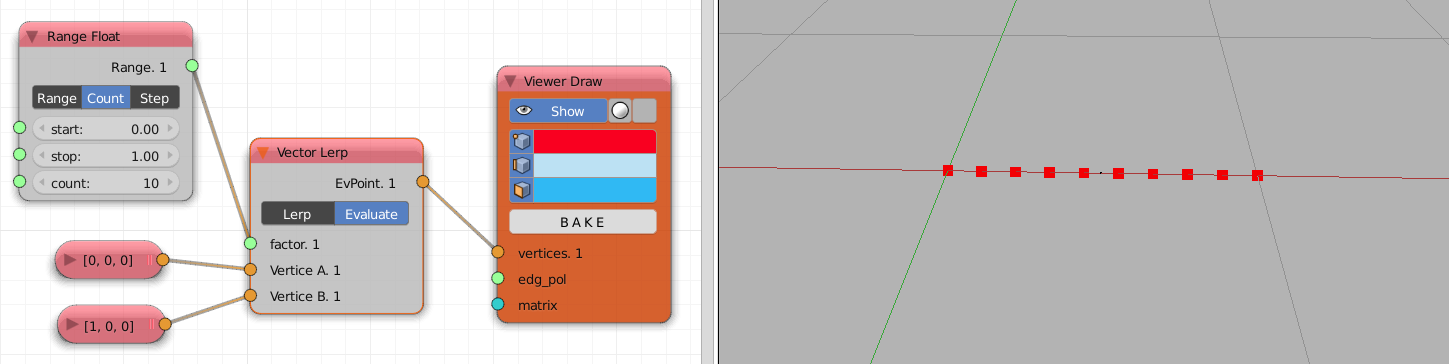 Range Float
Range. 1
Range Count Step
start: 0.00
stop: 1.00
count: 10
[0, 0, 0]
[1, 0, 0]
Vector Lerp
EvPoint. 1
Lerp Evaluate
factor. 1
Vertice A. 1
Vertice B. 1
Viewer Draw
Show
BAKE
vertices. 1
edg_pol
matrix